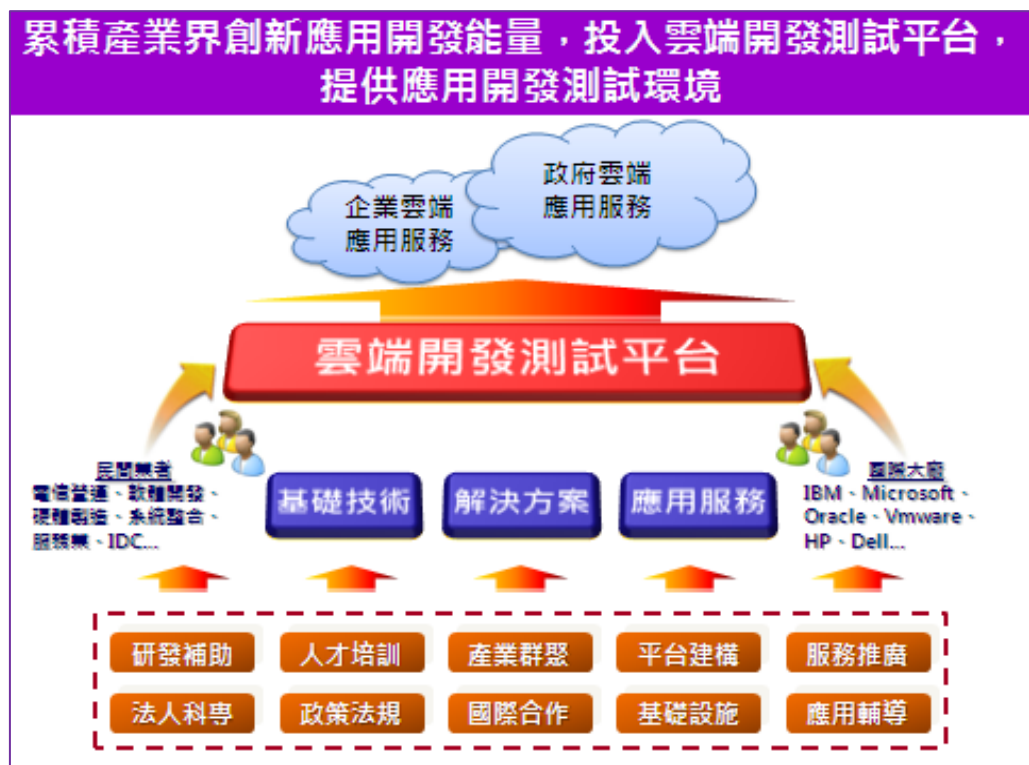 累積產業界創新應用開發能量，投入雲端開發測試平台，
提供應用開發測試環境
政府雲端
應用服務
企業雲端
應用服務
雲端開發測試平台
民間業者
電信營運、軟體開發、
硬體製造、系統整合、
服務業、IDC...
基礎技術
解決方案
應用服務
國際大廠
IBM、Microsoft、
Oracle、Vmware、
HP、Dell...
研發補助
人才培訓
產業群聚
平台建構
服務推廣
法人科專
政策法規
國際合作
基礎設施
應用輔導